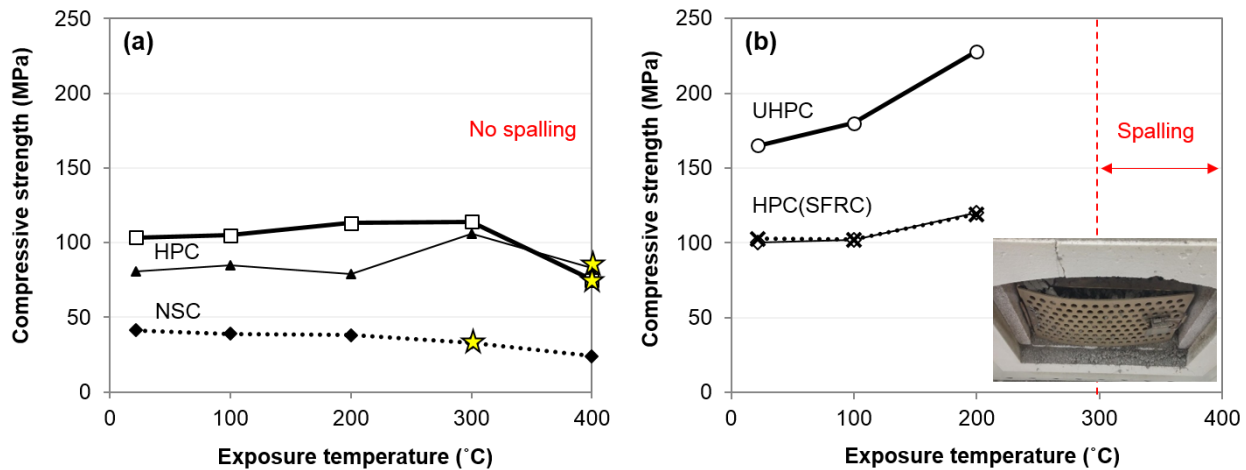 (a)
No spalling
HPC
NSC
250
200
150
100
50
0
0
100
200
300
400
Compressive strength (MPa)
Exposure temperature (˚C)
(b)
UHPC
Spalling
HPC(SFRC)
250
200
150
100
50
0
0
100
200
300
400
Compressive strength (MPa)
Exposure temperature (˚C)